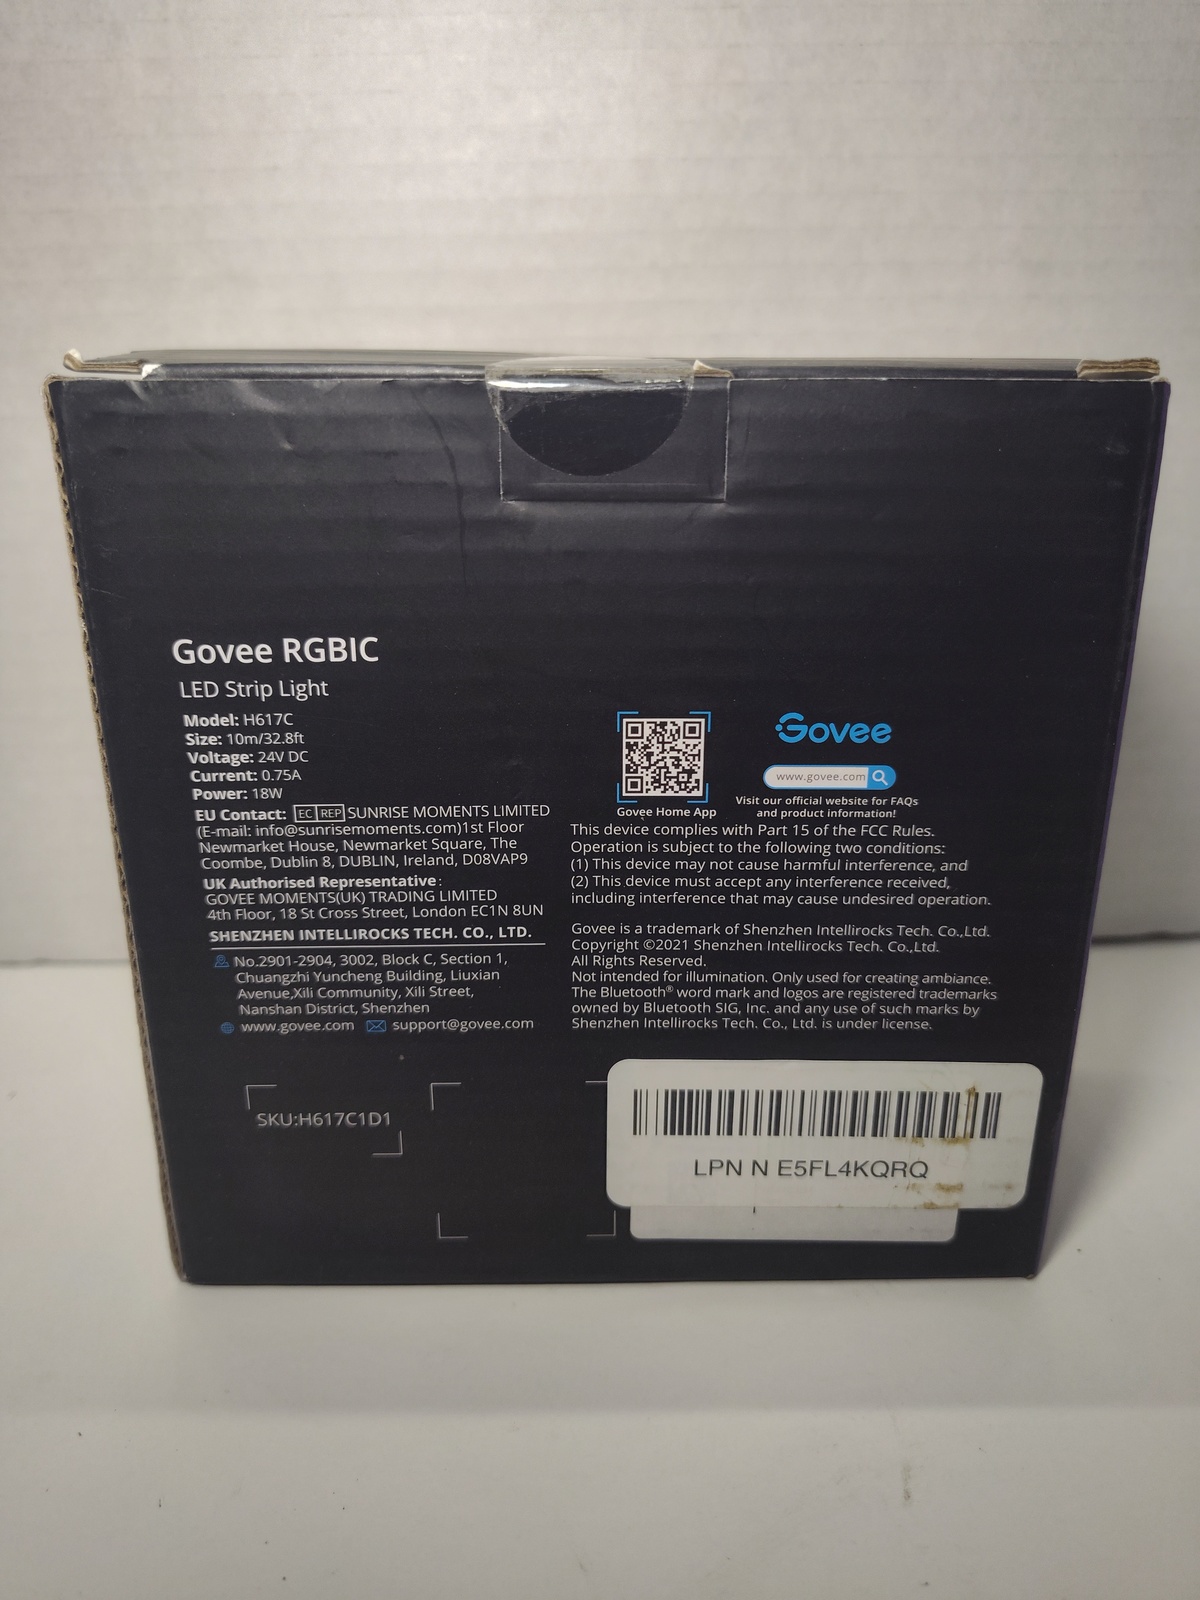 Govee RGBIC
LED Strip Light
Model: H617C
Size: 10m/32.8ft
Voltage: 24V DC
Current: 0.75A
Power: 18W
EU Contact: EC REP SUNRISE MOMENTS LIMITED
(E-mail: info@sunrisemoments.com)1st Floor
Newmarket House, Newmarket Square, The
Coombe, Dublin 8, DUBLIN, Ireland, D08VAP9
UK Authorised Representative:
GOVEE MOMENTS(UK) TRADING LIMITED
4th Floor, 18 St Cross Street, London EC1N 8UN
SHENZHEN INTELLIROCKS TECH. CO., LTD.
No.2901-2904, 3002, Block C, Section 1,
Chuangzhi Yuncheng Building, Liuxian
Avenue,Xili Community, Xili Street,
Nanshan District, Shenzhen
www.govee.com support@govee.com
SKU:H617C1D1
Govee Home App
Govee
www.govee.com
Visit our official website for FAQs
and product information!
This device complies with Part 15 of the FCC Rules.
Operation is subject to the following two conditions:
(1) This device may not cause harmful interference, and
(2) This device must accept any interference received,
including interference that may cause undesired operation.
Govee is a trademark of Shenzhen Intellirocks Tech. Co.,Ltd.
Copyright ©2021 Shenzhen Intellirocks Tech. Co.,Ltd.
All Rights Reserved.
Not intended for illumination. Only used for creating ambiance.
The Bluetooth® word mark and logos are registered trademarks
owned by Bluetooth SIG, Inc. and any use of such marks by
Shenzhen Intellirocks Tech. Co., Ltd. is under license.
LPN N E5FL4KQRQ